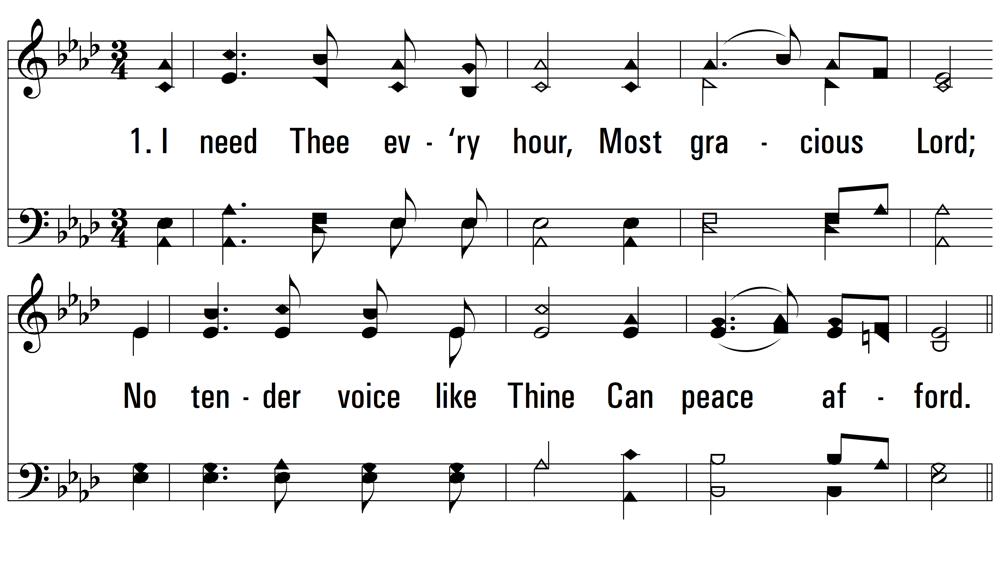 1. I need Thee ev - ‘ry hour, Most gra - cious Lord;
No ten - der voice like Thine Can peace af - ford.